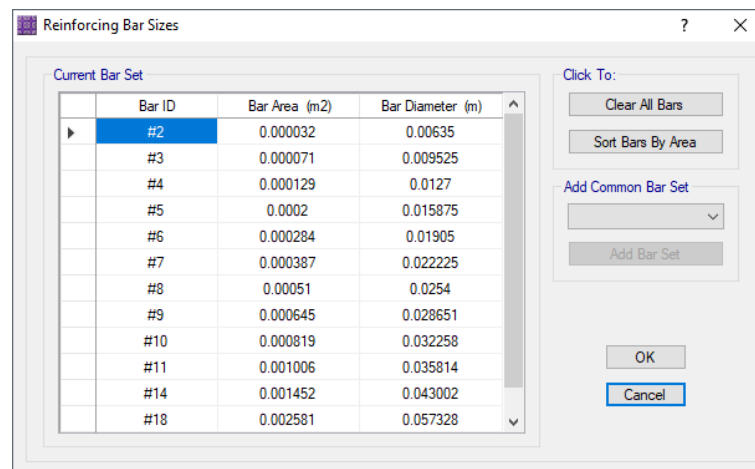 Reinforcing Bar Sizes ?
Current Bar Set
Bar ID Bar Area (m2) Bar Diameter (m)
#2 0.000032 0.00635
#3 0.000071 0.009525
#4 0.000129 0.0127
#5 0.0002 0.015875
#6 0.000284 0.01905
#7 0.000387 0.022225
#8 0.00051 0.0254
#9 0.000645 0.028651
#10 0.000819 0.032258
#11 0.001006 0.035814
#14 0.001452 0.043002
#18 0.002581 0.057328
Click To:
Clear All Bars
Sort Bars By Area
Add Common Bar Set
Add Bar Set
OK
Cancel